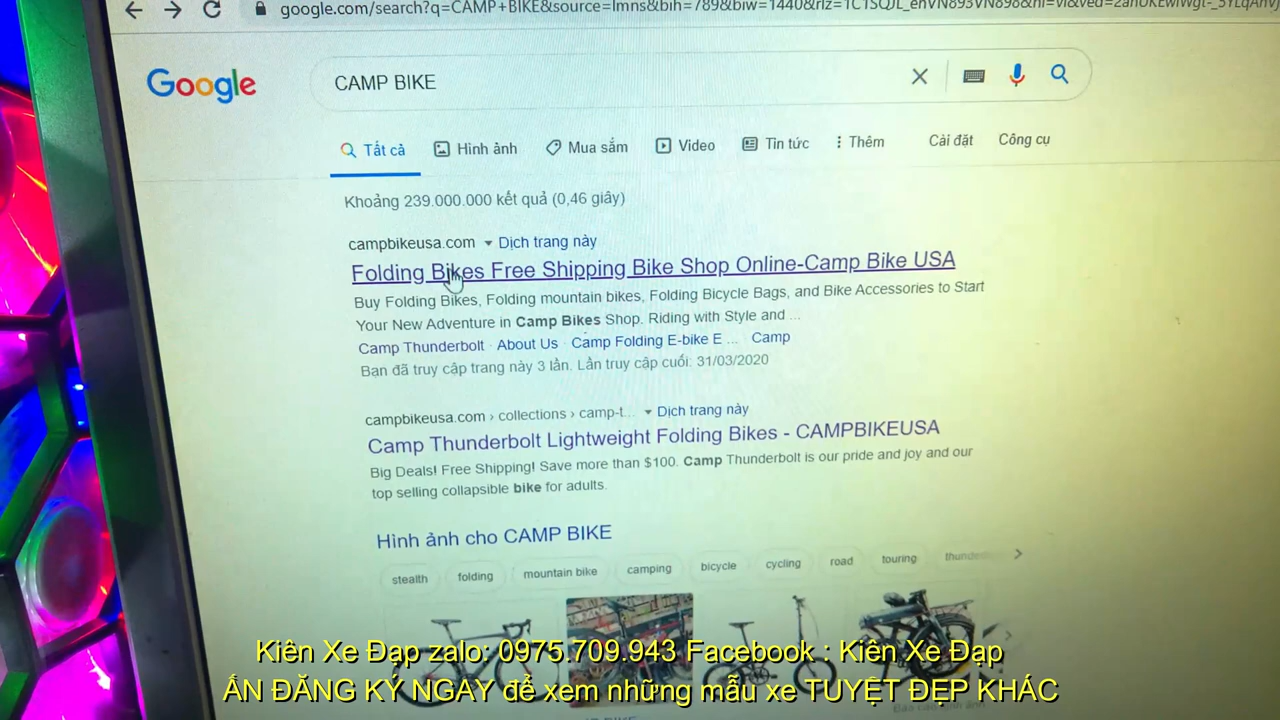 google.com/search?q=CAMP+BIKE&source=lmns&bih=789&biw=1440&rlz=
Google
CAMP BIKE
Tất cả Hình ảnh Mua sắm Video Tin tức Thêm Cài đặt Công cụ
Khoảng 239.000.000 kết quả (0,46 giây)
campbikeusa.com Dịch trang này
Folding Bikes Free Shipping Bike Shop Online-Camp Bike USA
Buy Folding Bikes, Folding mountain bikes, Folding Bicycle Bags, and Bike Accessories to Start
Your New Adventure in Camp Bikes Shop. Riding with Style and ...
Camp Thunderbolt · About Us · Camp Folding E-bike E ... · Camp
Bạn đã truy cập trang này 3 lần. Lần truy cập cuối: 31/03/2020
campbikeusa.com › collections › camp-t... Dịch trang này
Camp Thunderbolt Lightweight Folding Bikes - CAMPBIKEUSA
Big Deals! Free Shipping! Save more than $100. Camp Thunderbolt is our pride and joy and our
top selling collapsible bike for adults.
Hình ảnh cho CAMP BIKE
stealth folding mountain bike camping bicycle cycling road touring
Kiên Xe Đạp zalo: 0975.709.943 Facebook : Kiên Xe Đạp
ẤN ĐĂNG KÝ NGAY để xem những mẫu xe TUYỆT ĐẸP KHÁC